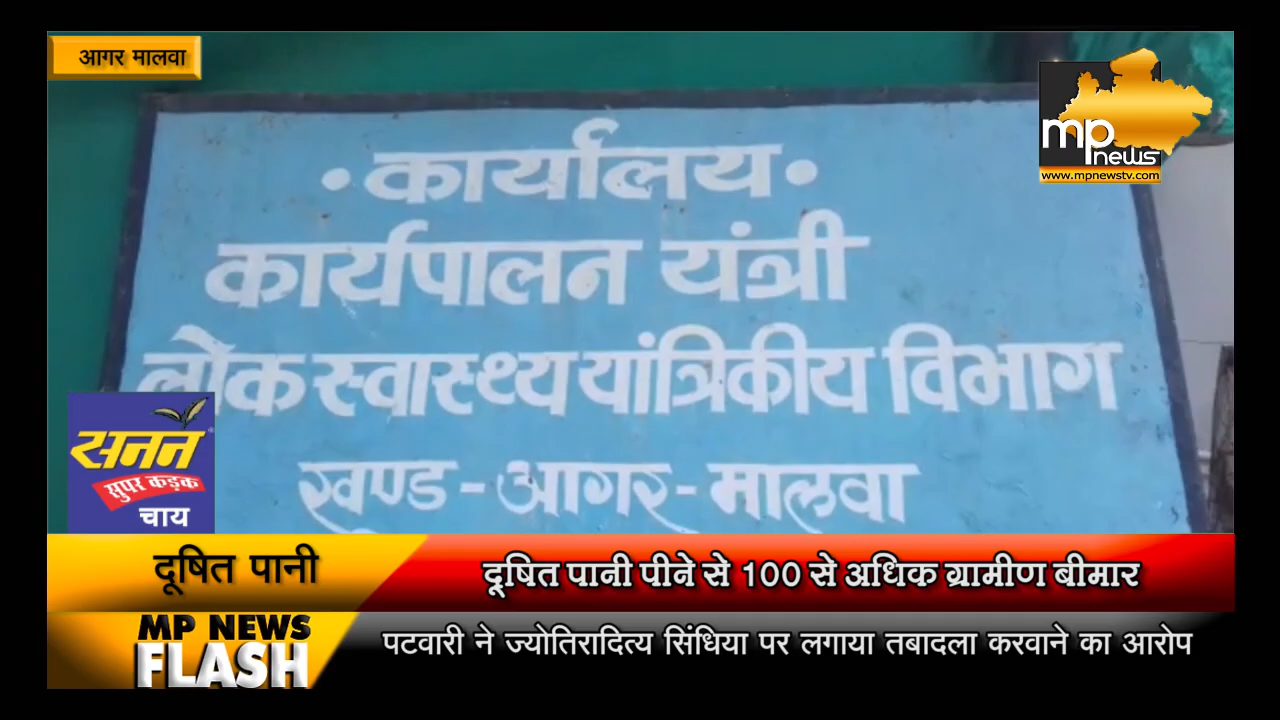 आगर मालवा
mp
news
www.mpnewstv.com
• कार्यालय •
कार्यपालन यंत्री
लोक स्वास्थ्य यांत्रिकीय विभाग
खण्ड - आगर - मालवा
सनन
सुपर कड़क
चाय
दूषित पानी
दूषित पानी पीने से 100 से अधिक ग्रामीण बीमार
MP NEWS
FLASH
पटवारी ने ज्योतिरादित्य सिंधिया पर लगाया तबादला करवाने का आरोप